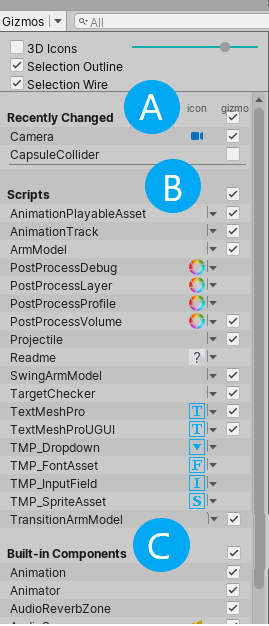 Gizmos All
3D Icons
Selection Outline
Selection Wire
A
icon gizmo
Recently Changed
Camera
CapsuleCollider
B
Scripts
AnimationPlayableAsset
AnimationTrack
ArmModel
PostProcessDebug
PostProcessLayer
PostProcessProfile
PostProcessVolume
Projectile
Readme ?
SwingArmModel
TargetChecker
TextMeshPro T
TextMeshProUGUI T
TMP_Dropdown
TMP_FontAsset F
TMP_InputField I
TMP_SpriteAsset S
TransitionArmModel
C
Built-in Components
Animation
Animator
AudioReverbZone